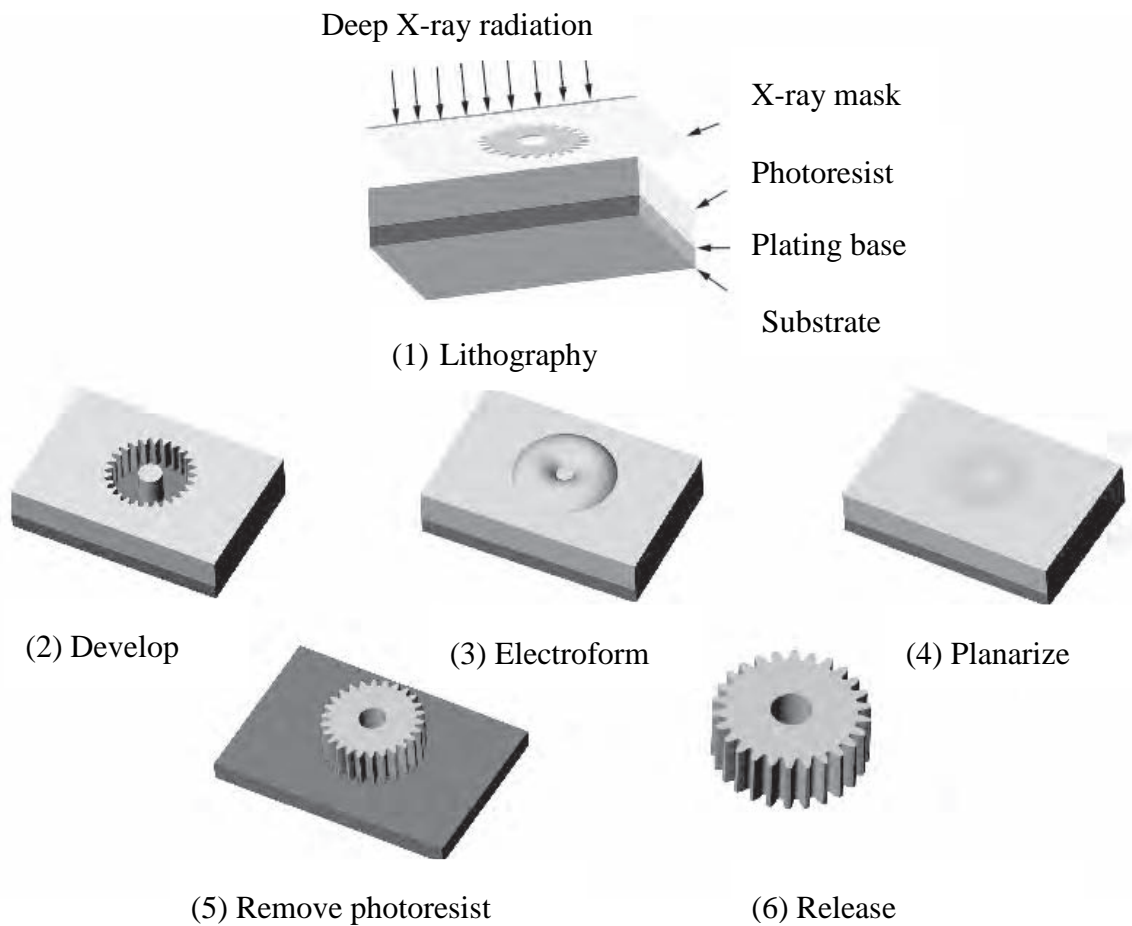 Deep X-ray radiation
X-ray mask
Photoresist
Plating base
Substrate
(1) Lithography
(2) Develop
(3) Electroform
(4) Planarize
(5) Remove photoresist
(6) Release